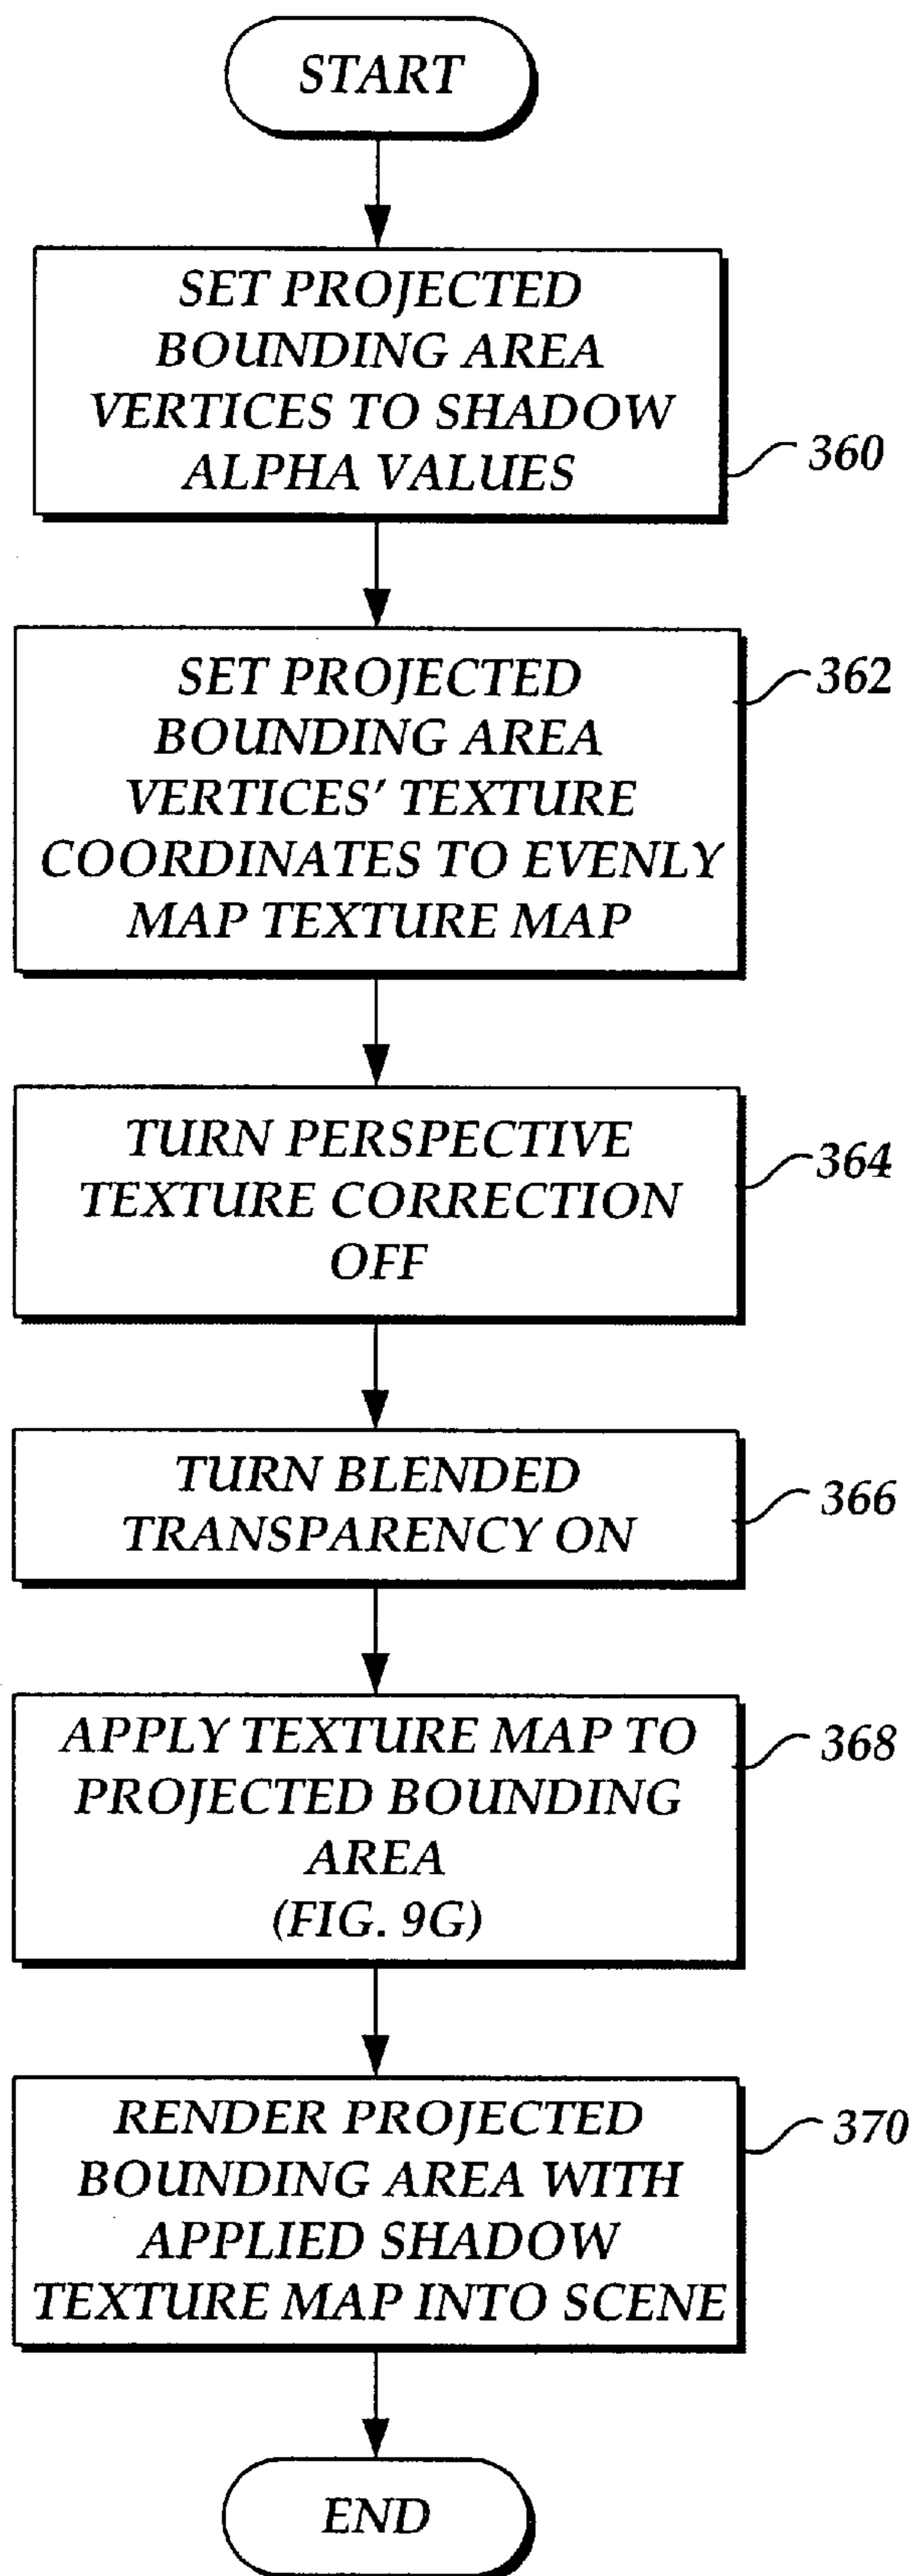 START
SET PROJECTED
BOUNDING AREA
VERTICES TO SHADOW
ALPHA VALUES
360
SET PROJECTED
BOUNDING AREA
VERTICES' TEXTURE
COORDINATES TO EVENLY
MAP TEXTURE MAP
362
TURN PERSPECTIVE
TEXTURE CORRECTION
OFF
364
TURN BLENDED
TRANSPARENCY ON
366
APPLY TEXTURE MAP TO
PROJECTED BOUNDING
AREA
(FIG. 9G)
368
RENDER PROJECTED
BOUNDING AREA WITH
APPLIED SHADOW
TEXTURE MAP INTO SCENE
370
END